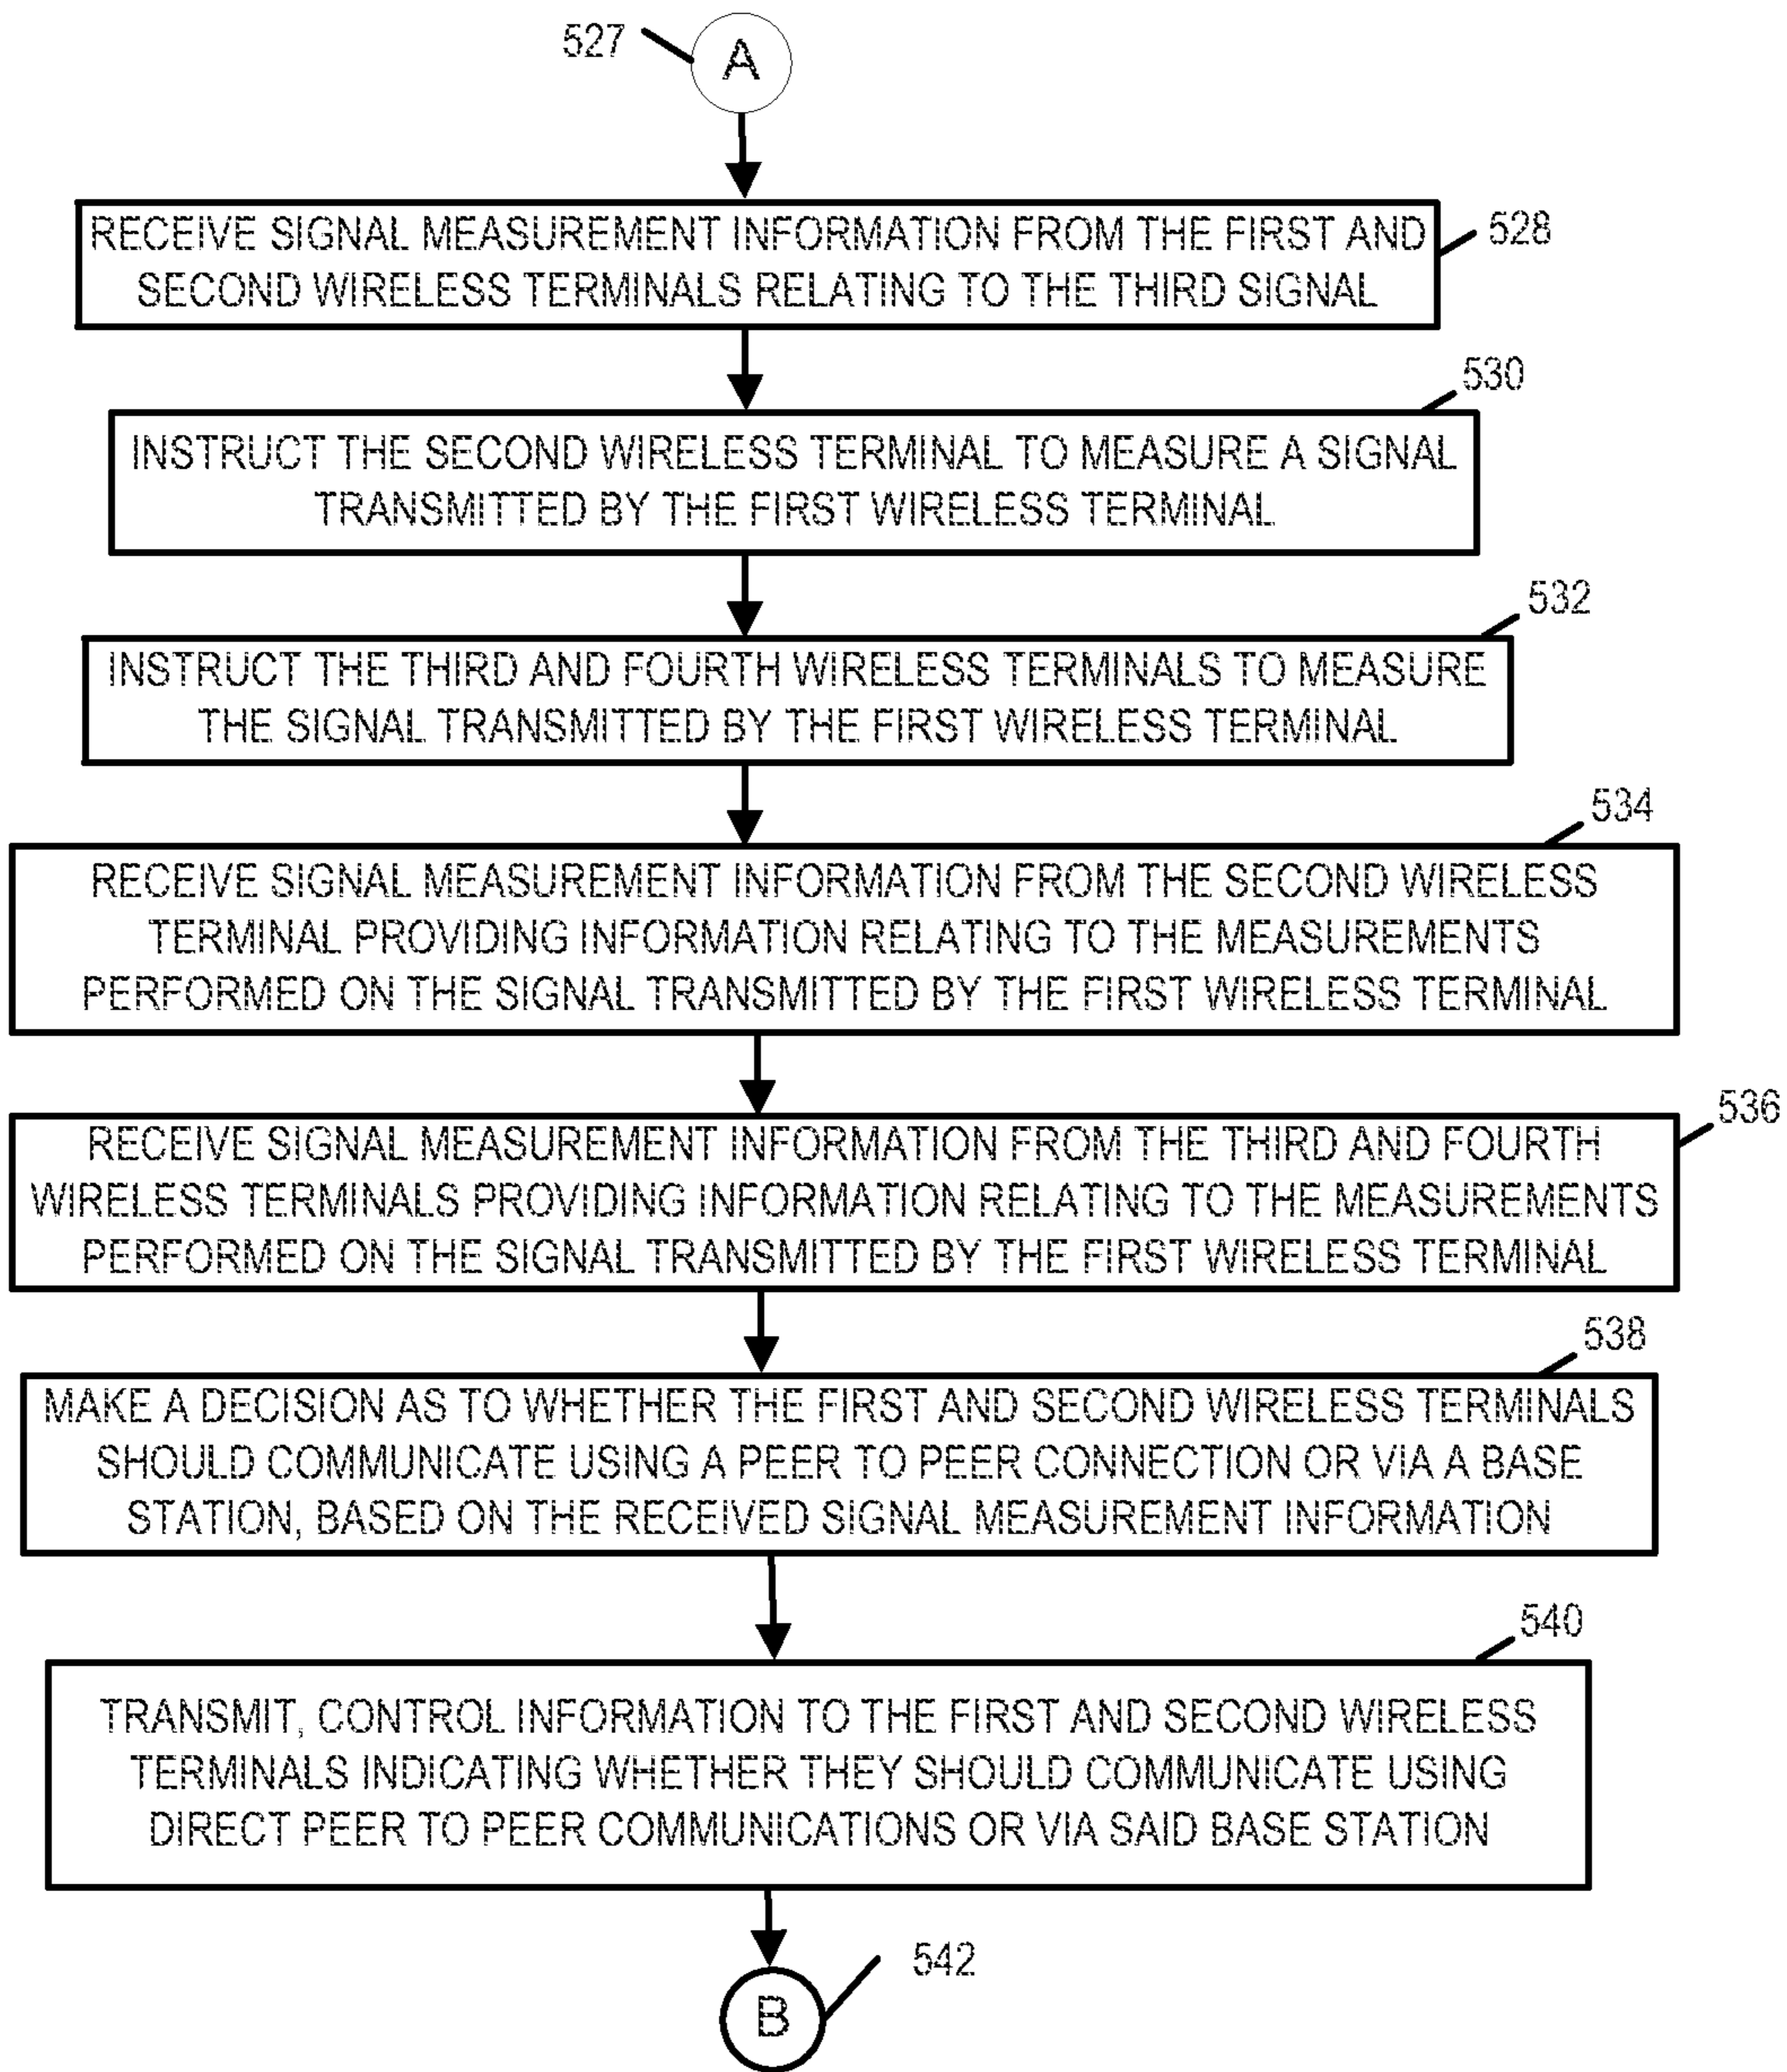 527
A
RECEIVE SIGNAL MEASUREMENT INFORMATION FROM THE FIRST AND
SECOND WIRELESS TERMINALS RELATING TO THE THIRD SIGNAL
528
530
INSTRUCT THE SECOND WIRELESS TERMINAL TO MEASURE A SIGNAL
TRANSMITTED BY THE FIRST WIRELESS TERMINAL
532
INSTRUCT THE THIRD AND FOURTH WIRELESS TERMINALS TO MEASURE
THE SIGNAL TRANSMITTED BY THE FIRST WIRELESS TERMINAL
534
RECEIVE SIGNAL MEASUREMENT INFORMATION FROM THE SECOND WIRELESS
TERMINAL PROVIDING INFORMATION RELATING TO THE MEASUREMENTS
PERFORMED ON THE SIGNAL TRANSMITTED BY THE FIRST WIRELESS TERMINAL
536
RECEIVE SIGNAL MEASUREMENT INFORMATION FROM THE THIRD AND FOURTH
WIRELESS TERMINALS PROVIDING INFORMATION RELATING TO THE MEASUREMENTS
PERFORMED ON THE SIGNAL TRANSMITTED BY THE FIRST WIRELESS TERMINAL
538
MAKE A DECISION AS TO WHETHER THE FIRST AND SECOND WIRELESS TERMINALS
SHOULD COMMUNICATE USING A PEER TO PEER CONNECTION OR VIA A BASE
STATION, BASED ON THE RECEIVED SIGNAL MEASUREMENT INFORMATION
540
TRANSMIT, CONTROL INFORMATION TO THE FIRST AND SECOND WIRELESS
TERMINALS INDICATING WHETHER THEY SHOULD COMMUNICATE USING
DIRECT PEER TO PEER COMMUNICATIONS OR VIA SAID BASE STATION
542
B